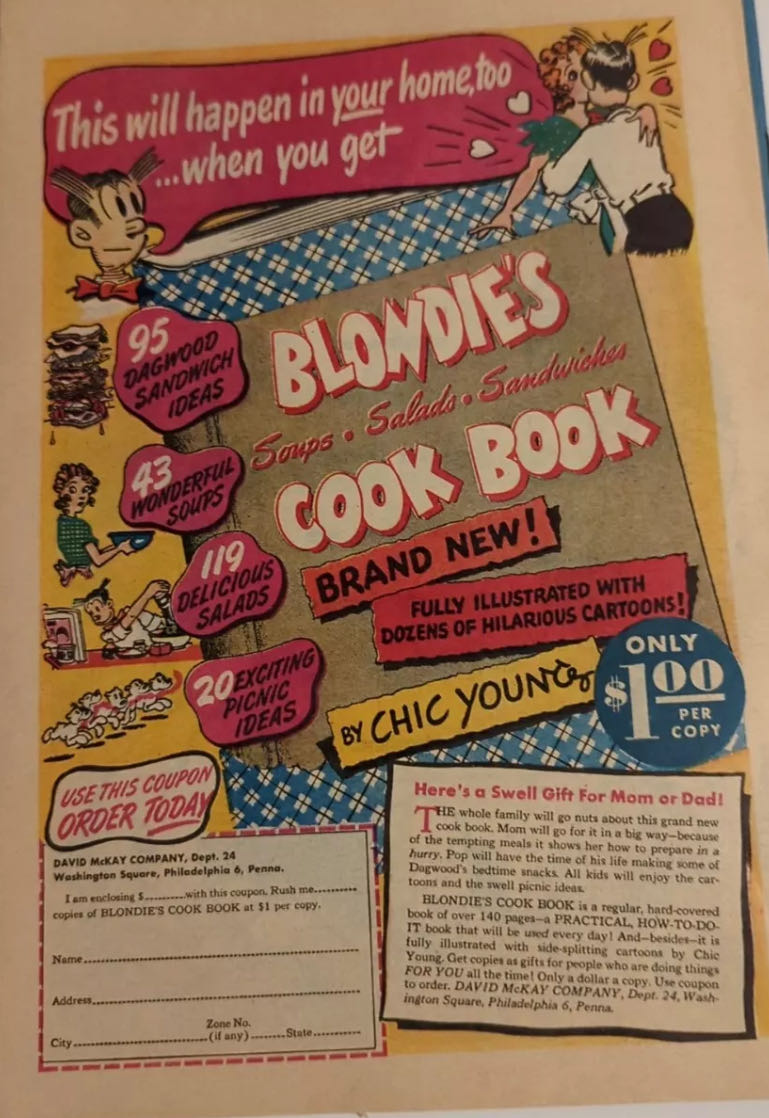 This will happen in your home, too
...when you get
BLONDIE'S
Soups • Salads • Sandwiches
COOK BOOK
BRAND NEW!
FULLY ILLUSTRATED WITH
DOZENS OF HILARIOUS CARTOONS!
BY CHIC YOUNG
ONLY
$1.00
PER
COPY
95
DAGWOOD
SANDWICH
IDEAS
43
WONDERFUL
SOUPS
119
DELICIOUS
SALADS
20 EXCITING
PICNIC
IDEAS
USE THIS COUPON
ORDER TODAY
DAVID McKAY COMPANY, Dept. 24
Washington Square, Philadelphia 6, Penna.
I am enclosing $..........with this coupon. Rush me..........
copies of BLONDIE'S COOK BOOK at $1 per copy.
Name
Address
Zone No.
City..........(if any)..........State..........
Here's a Swell Gift For Mom or Dad!
THE whole family will go nuts about this grand new
cook book. Mom will go for it in a big way—because
of the tempting meals it shows her how to prepare in a
hurry. Pop will have the time of his life making some of
Dagwood's bedtime snacks. All kids will enjoy the car-
toons and the swell picnic ideas.
BLONDIE'S COOK BOOK is a regular, hard-covered
book of over 140 pages—a PRACTICAL, HOW-TO-DO-
IT book that will be used every day! And—besides—it is
fully illustrated with side-splitting cartoons by Chic
Young. Get copies as gifts for people who are doing things
FOR YOU all the time! Only a dollar a copy. Use coupon
to order. DAVID McKAY COMPANY, Dept. 24, Wash-
ington Square, Philadelphia 6, Penna.